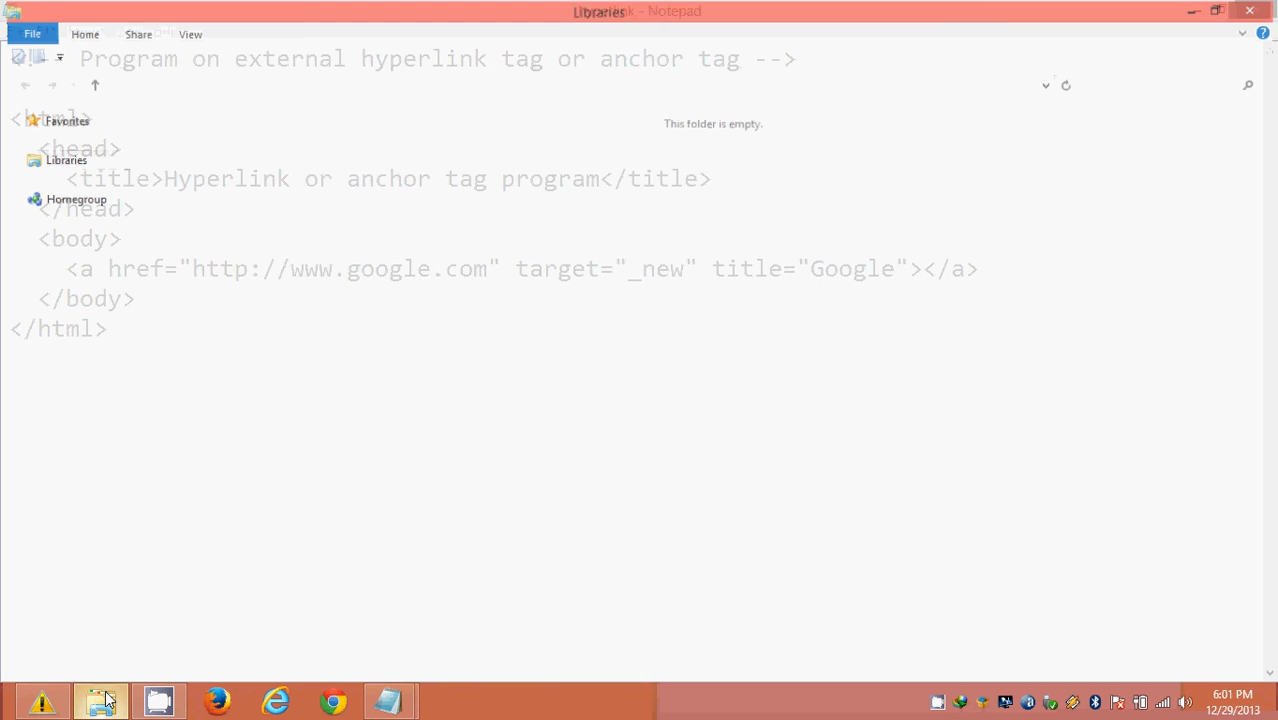 Libraries
- Notepad
File
Home
Share
View
<!-- Program on external hyperlink tag or anchor tag -->
<html>
Favorites
This folder is empty.
<head>
Libraries
<title>Hyperlink or anchor tag program</title>
Homegroup
</head>
<body>
<a href="http://www.google.com" target="_new" title="Google"></a>
</body>
</html>
6:01 PM
12/29/2013